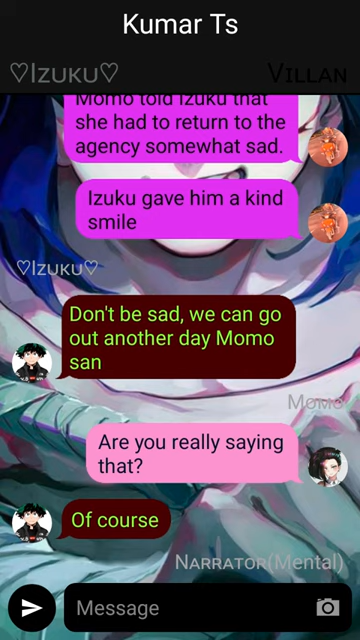 Kumar Ts
♡Izuku♡ Villan
Momo told Izuku that
she had to return to the
agency somewhat sad.
Izuku gave him a kind
smile
♡Izuku♡
Don't be sad, we can go
out another day Momo
san
Momo
Are you really saying
that?
Of course
Narrator(Mental)
Message